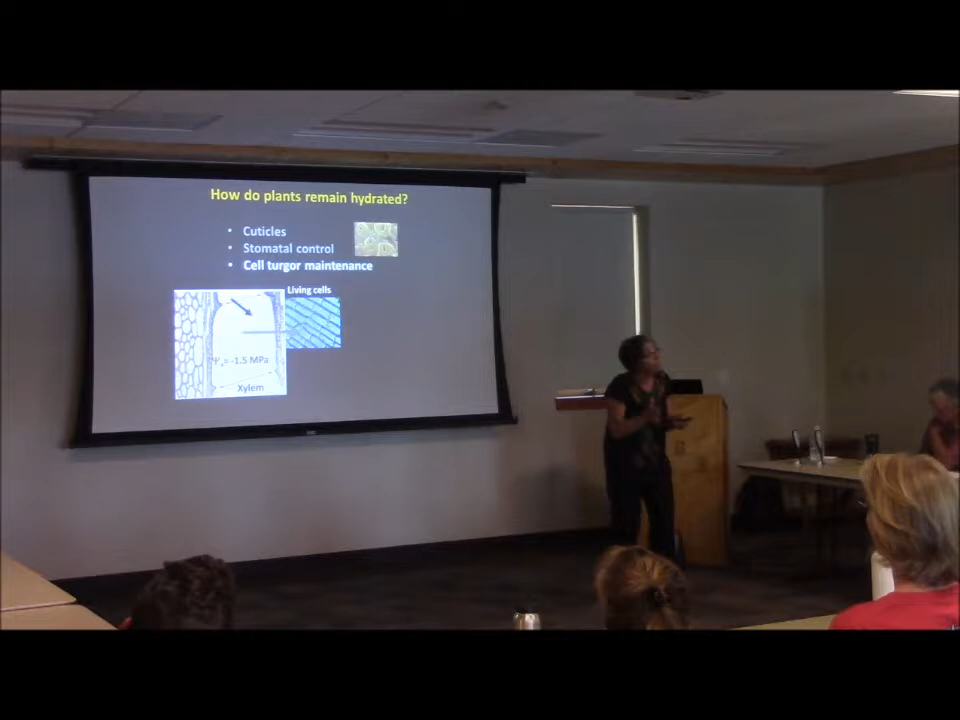 How do plants remain hydrated?
• Cuticles
• Stomatal control
• Cell turgor maintenance
Living cells
Ψ = -1.5 MPa
Xylem